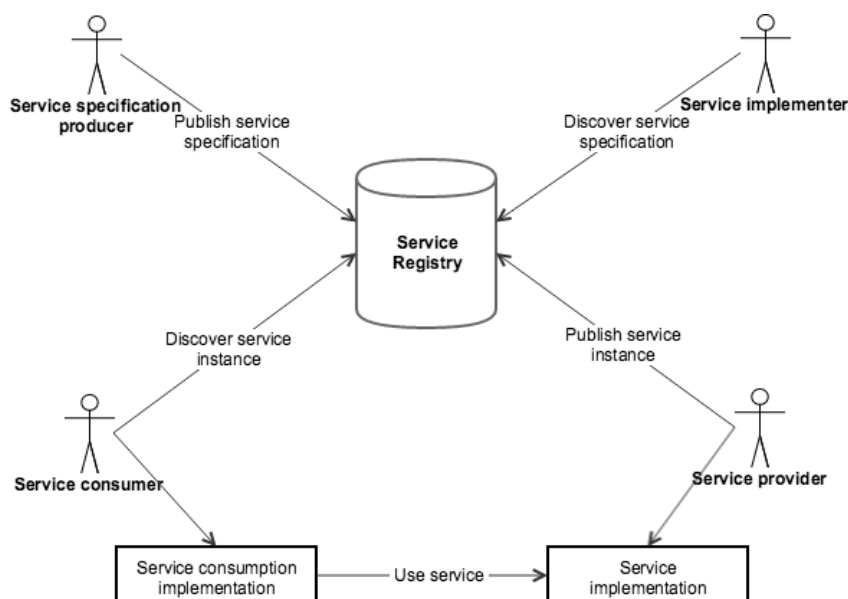 Service specification
producer
Service implementer
Publish service
specification
Discover service
specification
Service
Registry
Discover service
instance
Publish service
instance
Service consumer
Service provider
Service consumption
implementation
Use service
Service
implementation